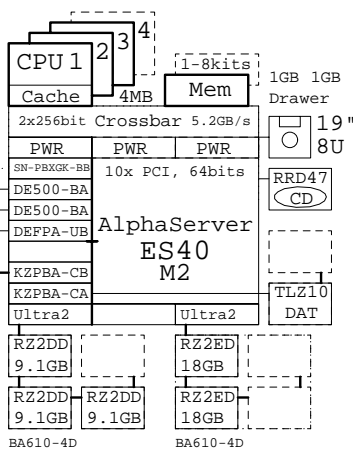 4
3
2
CPU 1
Cache
4MB
1-8kits
Mem
1GB 1GB
Drawer
2x256bit Crossbar 5.2GB/s
19"
8U
PWR PWR PWR
SN-PBXGK-BB
10x PCI, 64bits
RRD47
CD
DE500-BA
DE500-BA
DEFPA-UB
AlphaServer
ES40
M2
KZPBA-CB
KZPBA-CA
TLZ10
DAT
Ultra2
Ultra2
RZ2DD
9.1GB
RZ2ED
18GB
RZ2DD
9.1GB
RZ2DD
9.1GB
RZ2ED
18GB
BA610-4D
BA610-4D